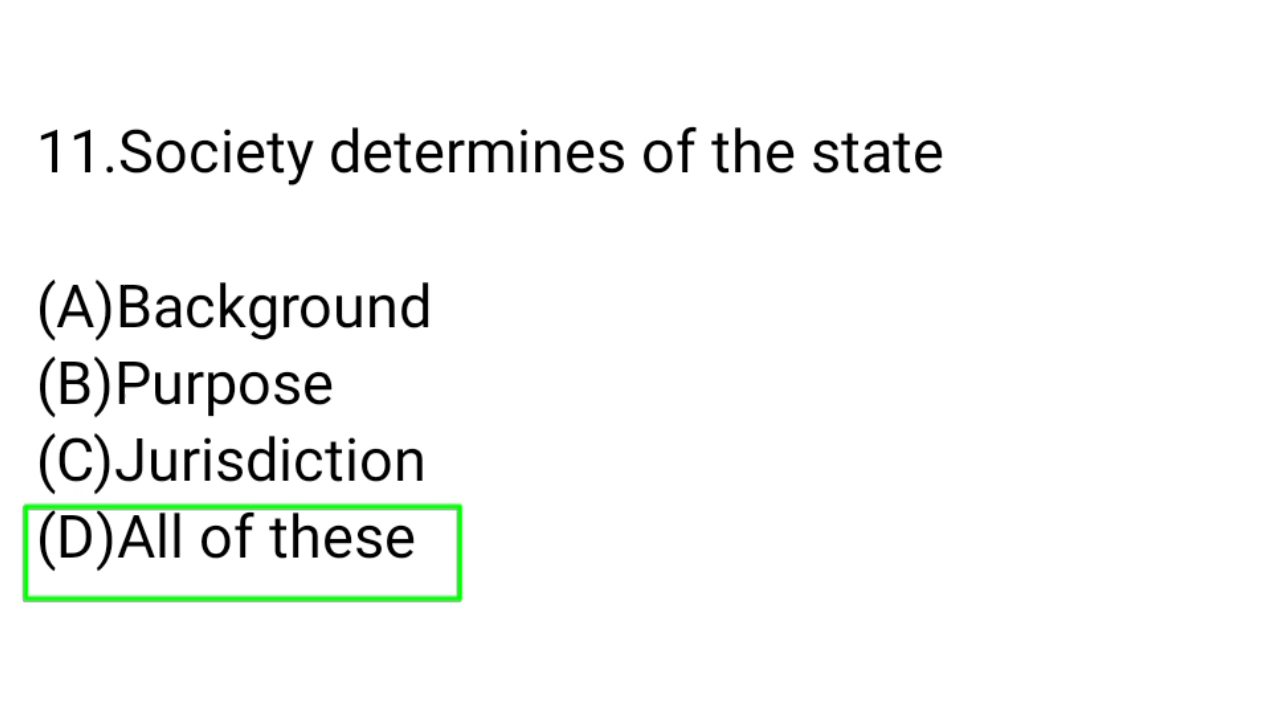 11.Society determines of the state
(A)Background
(B)Purpose
(C)Jurisdiction
(D)All of these